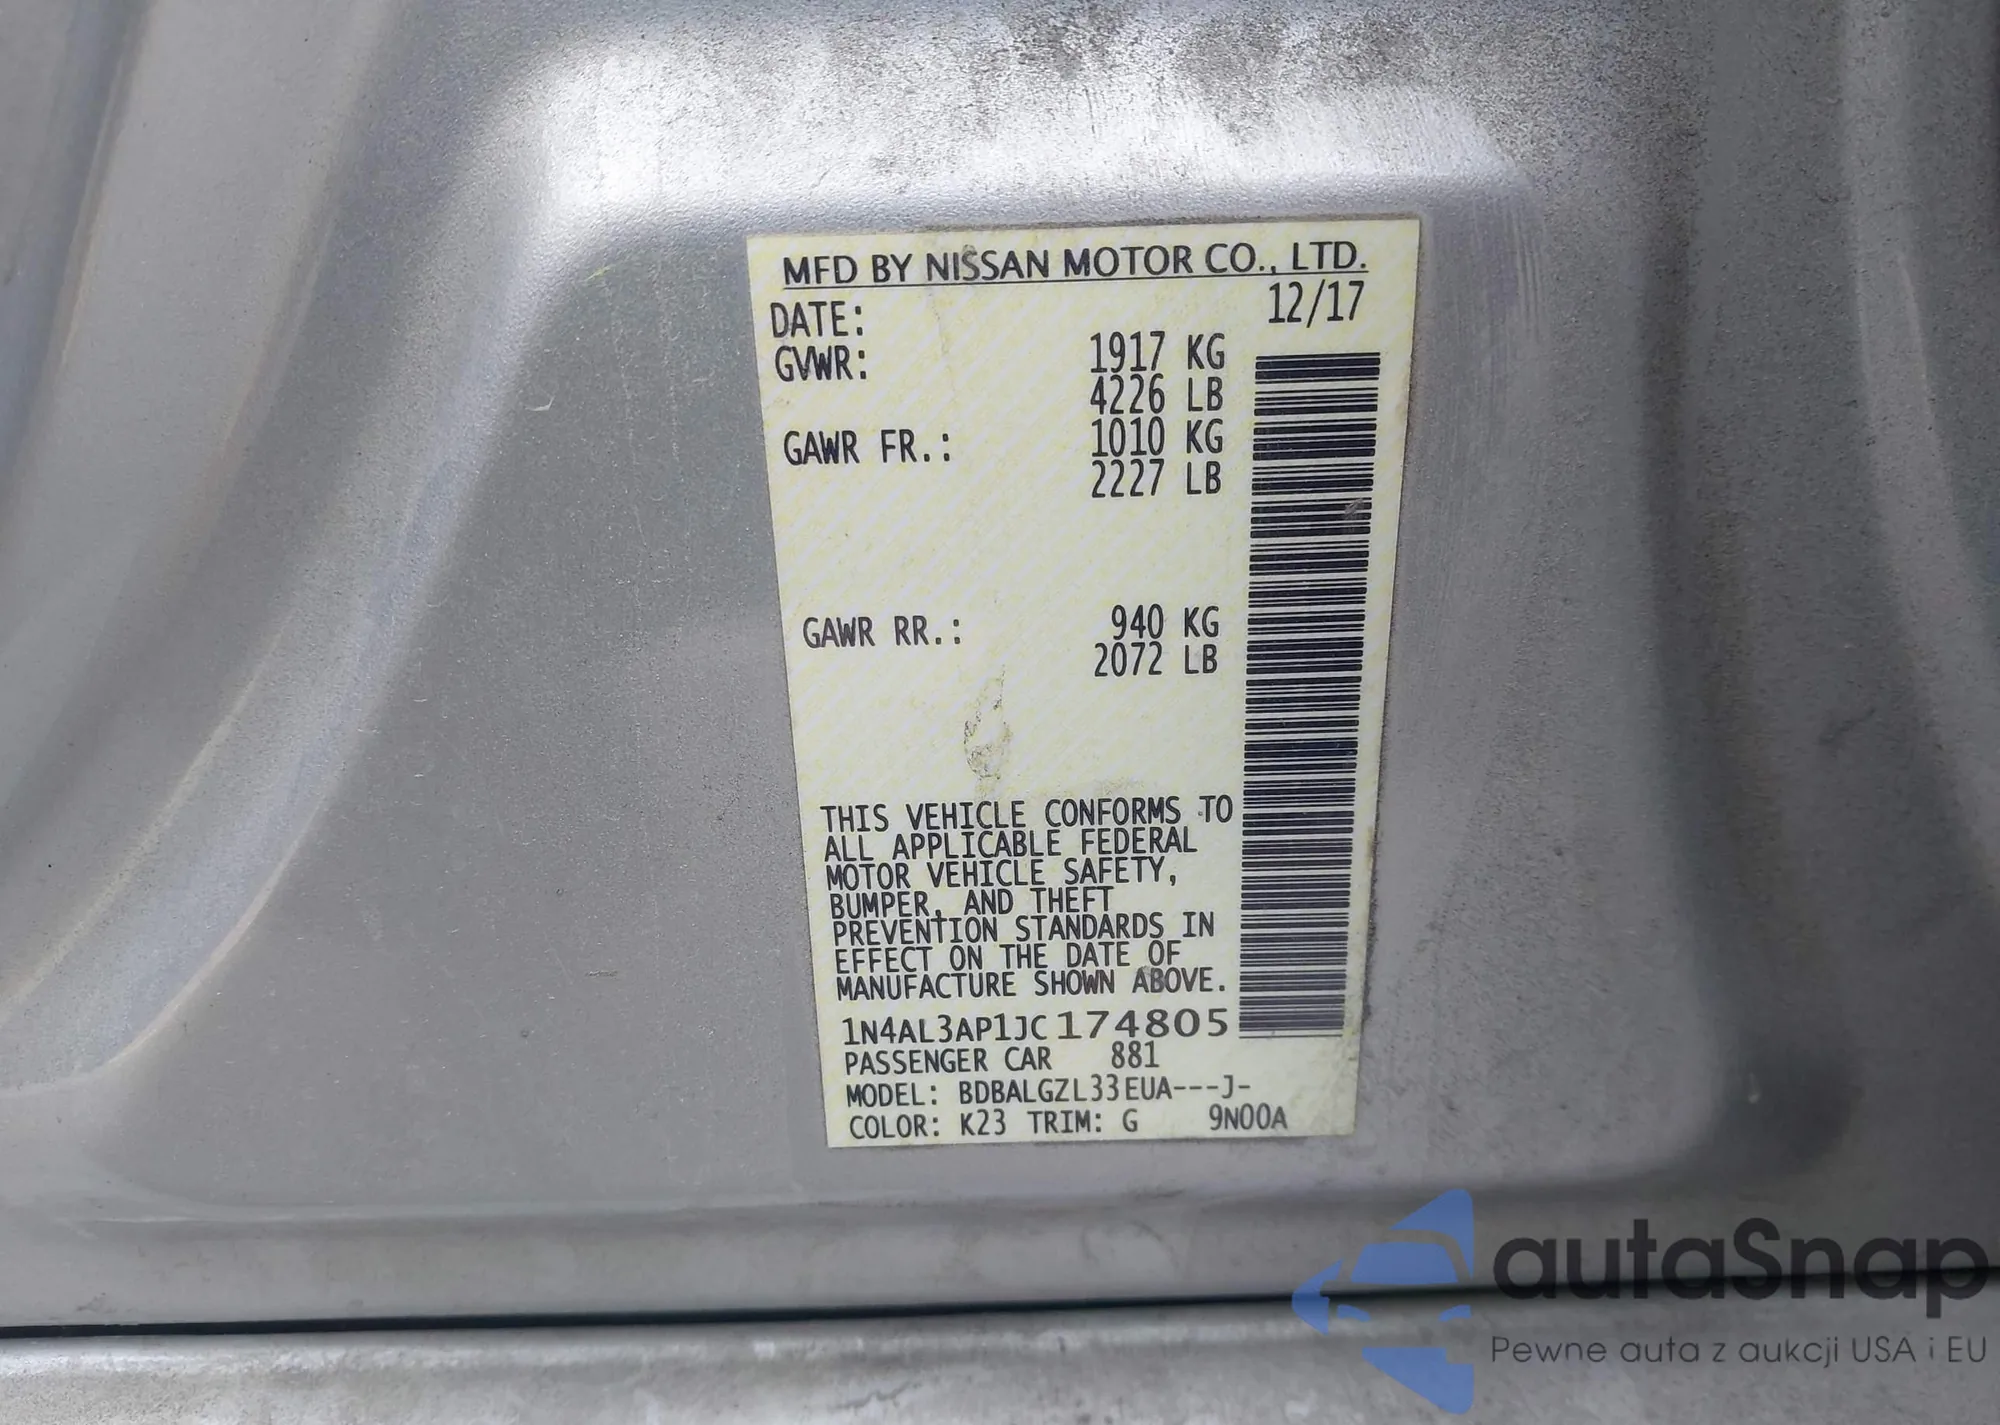 MFD BY NISSAN MOTOR CO., LTD.
DATE: 12/17
GVWR: 1917 KG
4226 LB
GAWR FR.: 1010 KG
2227 LB
GAWR RR.: 940 KG
2072 LB
THIS VEHICLE CONFORMS TO
ALL APPLICABLE FEDERAL
MOTOR VEHICLE SAFETY,
BUMPER, AND THEFT
PREVENTION STANDARDS IN
EFFECT ON THE DATE OF
MANUFACTURE SHOWN ABOVE.
1N4AL3AP1JC174805
PASSENGER CAR 881
MODEL: BDBALGZL33EUA---J-
COLOR: K23 TRIM: G 9N00A
autaSnap
Pewne auta z aukcji USA i EU